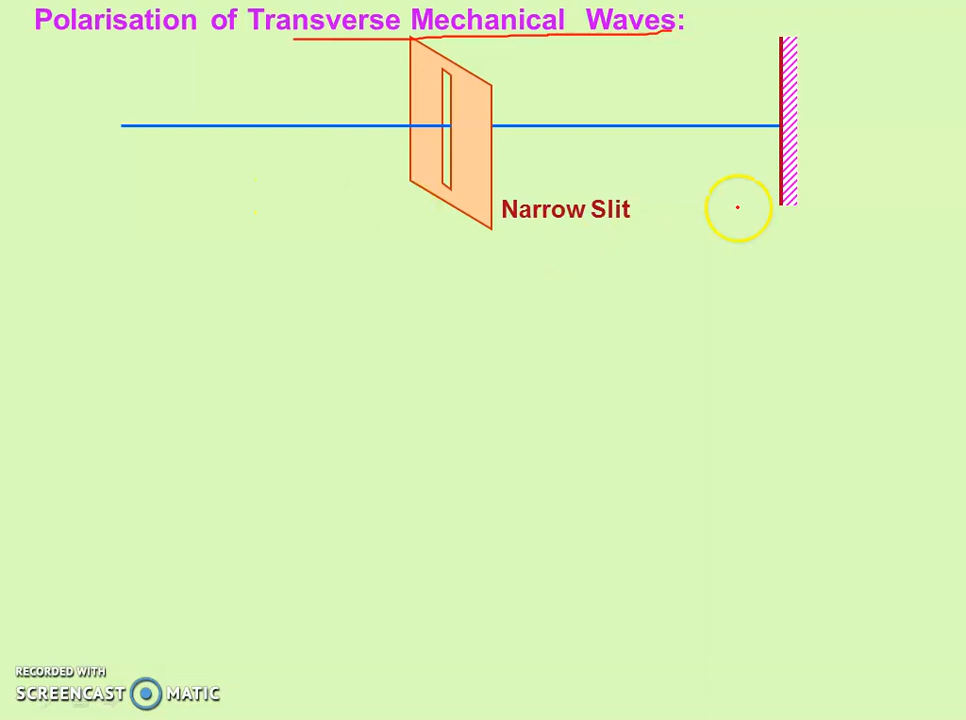 Polarisation of Transverse Mechanical Waves:
Narrow Slit
RECORDED WITH
SCREENCAST MATIC